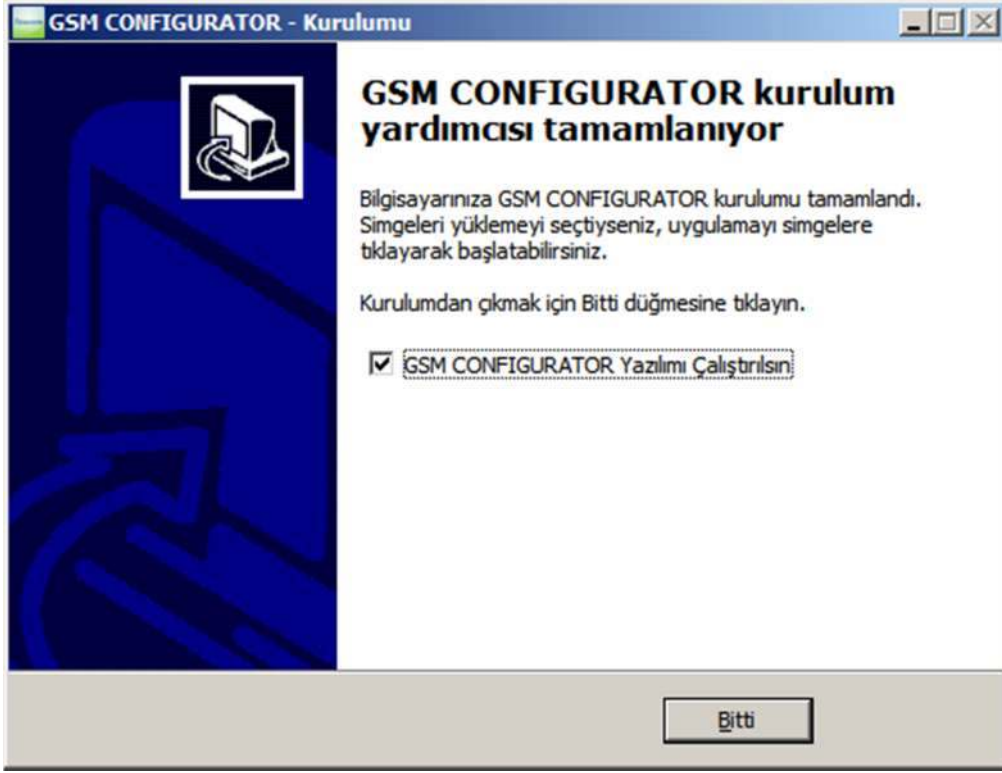 GSM CONFIGURATOR - Kurulumu
GSM CONFIGURATOR kurulum
yardımcısı tamamlanıyor
Bilgisayarınıza GSM CONFIGURATOR kurulumu tamamlandı.
Simgeleri yüklemeyi seçtiyseniz, uygulamayı simgelere
tıklayarak başlatabilirsiniz.
Kurulumdan çıkmak için Bitti düğmesine tıklayın.
GSM CONFIGURATOR Yazılımı Çalıştırılsın
Bitti